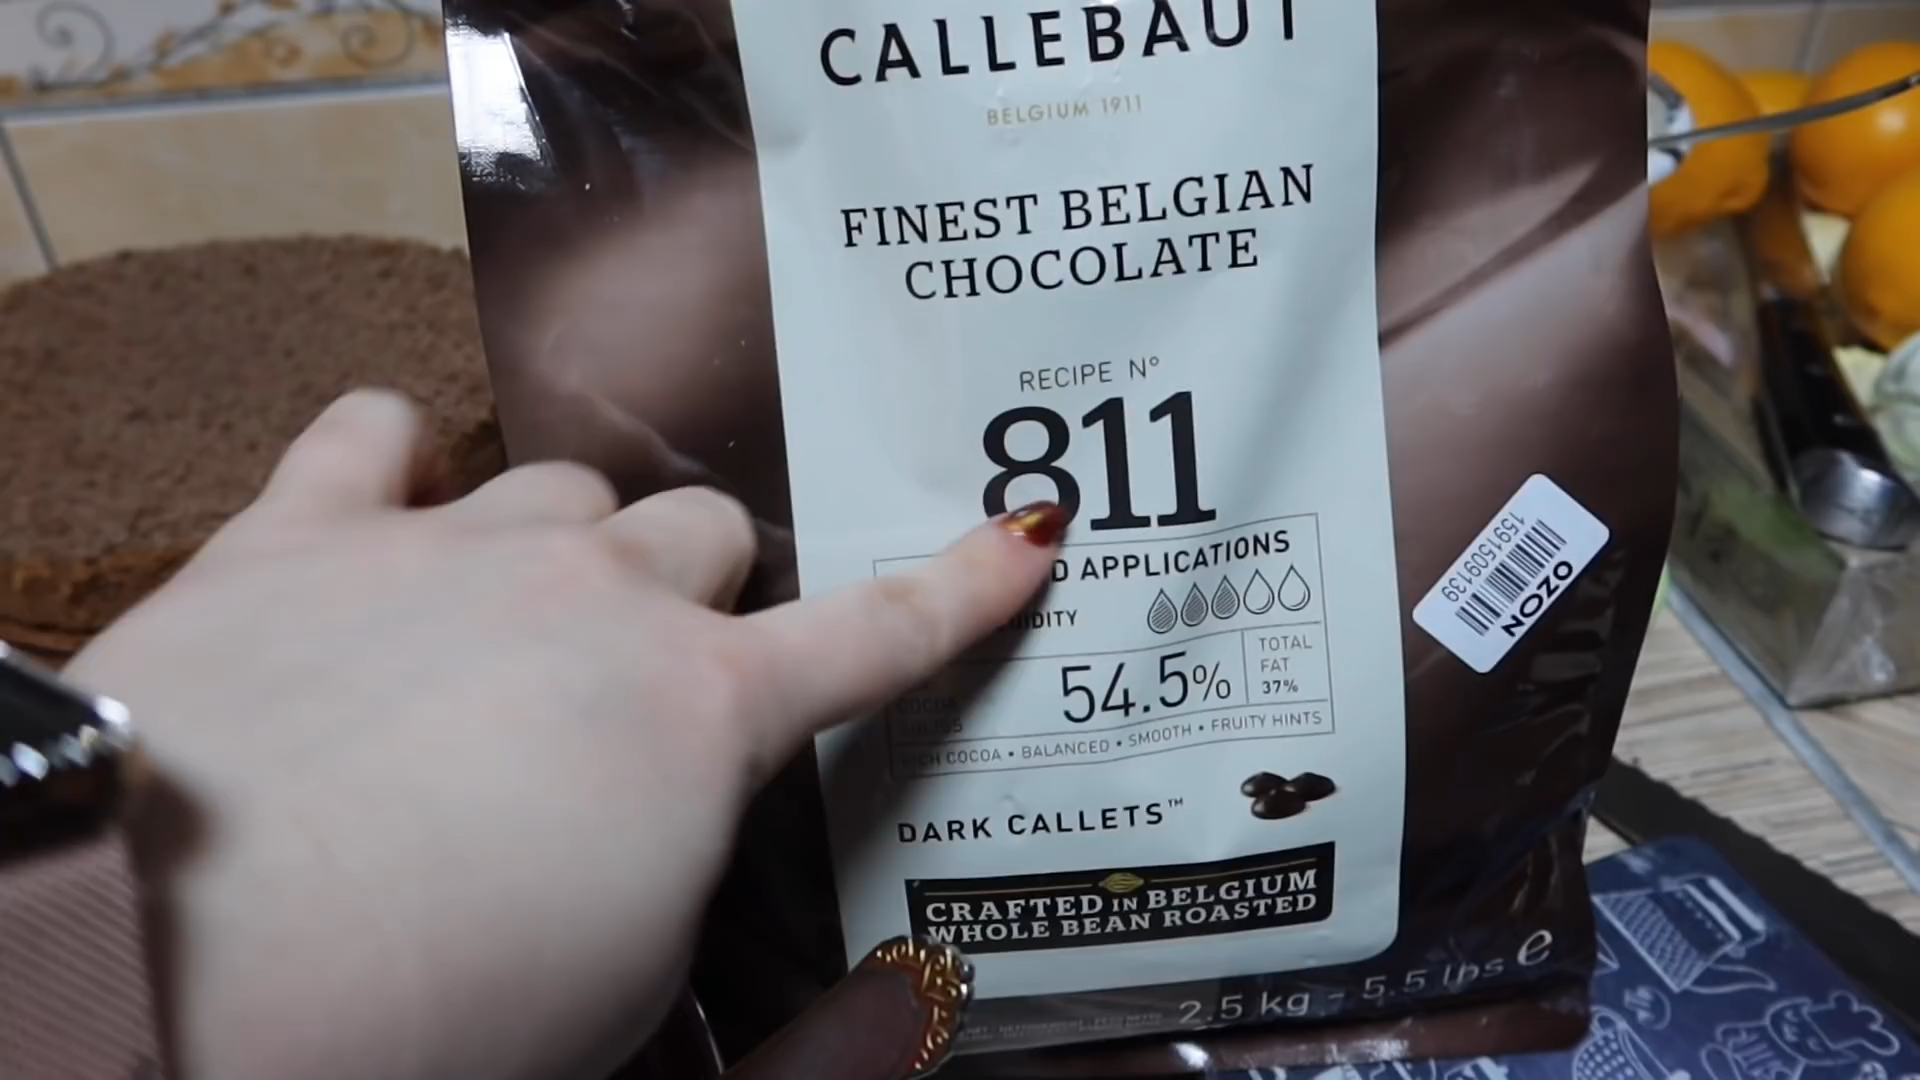 CALLEBAUT
BELGIUM 1911
FINEST BELGIAN
CHOCOLATE
RECIPE N°
811
APPLICATIONS
54.5%
TOTAL
FAT
37%
COCOA • BALANCED • SMOOTH • FRUITY HINTS
DARK CALLETS™
CRAFTED IN BELGIUM
WHOLE BEAN ROASTED
2.5 kg - 5.5 lbs e
OZON
1591509139